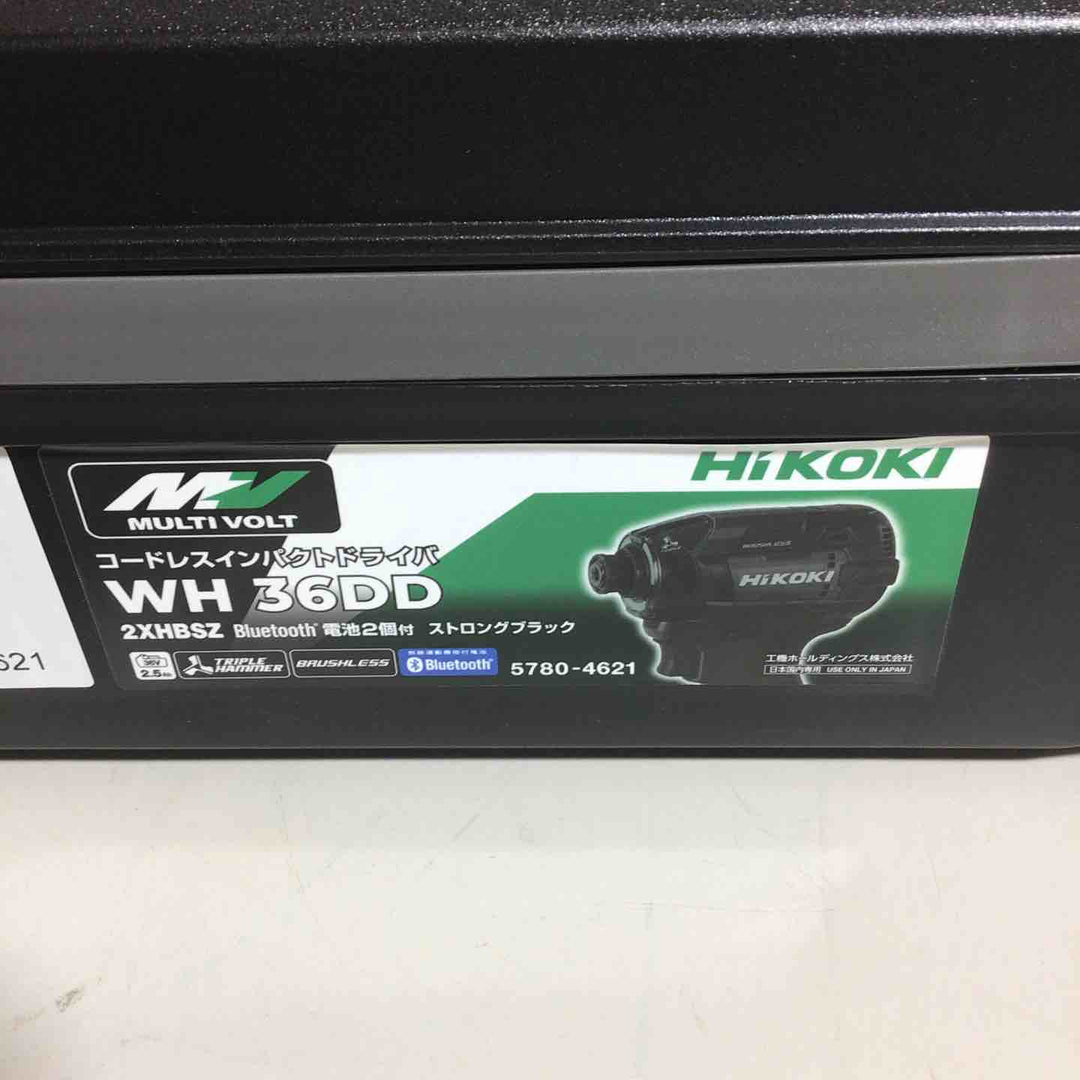 HiKOKI
MV
MULTI VOLT
コードレスインパクトドライバ
WH 36DD
2XHBSZ Bluetooth 電池2個付 ストロングブラック
36V
2.5Ah
TRIPLE
HAMMER
BRUSHLESS
Bluetooth
5780-4621
BRUSHLESS
HiKOKI
工機ホールディングス株式会社
日本国内専用 USE ONLY IN JAPAN
621